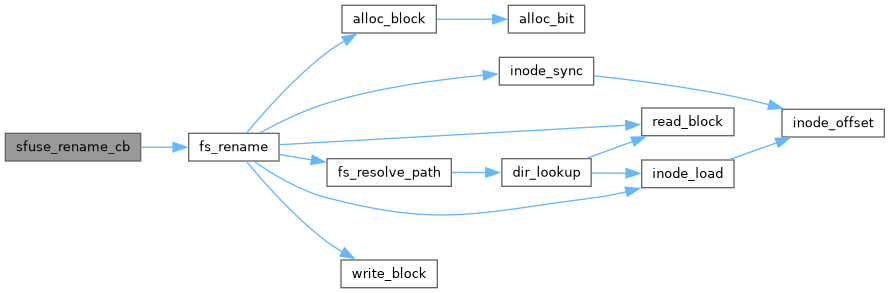 sfuse_rename_cb
fs_rename
alloc_block
alloc_bit
inode_sync
read_block
inode_offset
fs_resolve_path
dir_lookup
inode_load
write_block